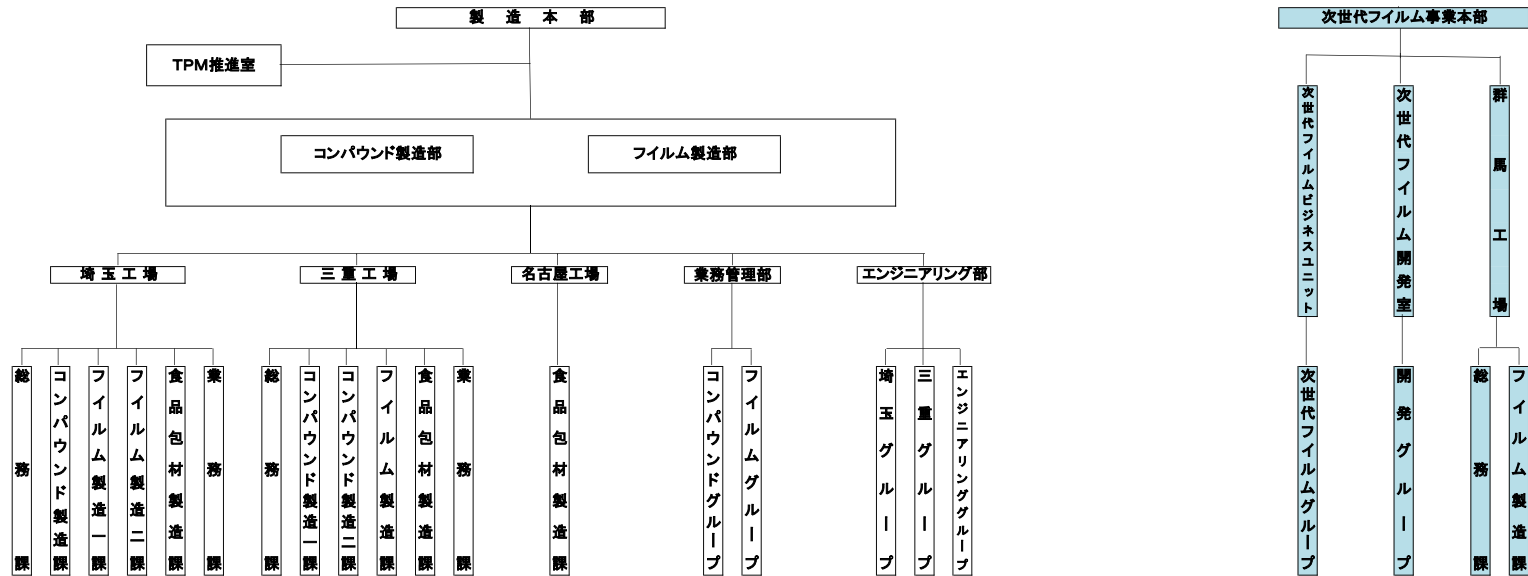 製造本部
次世代フイルム事業本部
TPM推進室
コンパウンド製造部
フイルム製造部
埼玉工場
三重工場
名古屋工場
業務管理部
エンジニアリング部
次世代フイルムビジネスユニット
次世代フイルム開発室
群馬工場
総務課
コンパウンド製造課
フイルム製造一課
フイルム製造二課
食品包材製造課
業務課
総務課
コンパウンド製造一課
コンパウンド製造二課
フイルム製造課
食品包材製造課
業務課
食品包材製造課
コンパウンドグループ
フイルムグループ
埼玉グループ
三重グループ
エンジニアリンググループ
次世代フイルムグループ
開発グループ
総務課
フイルム製造課